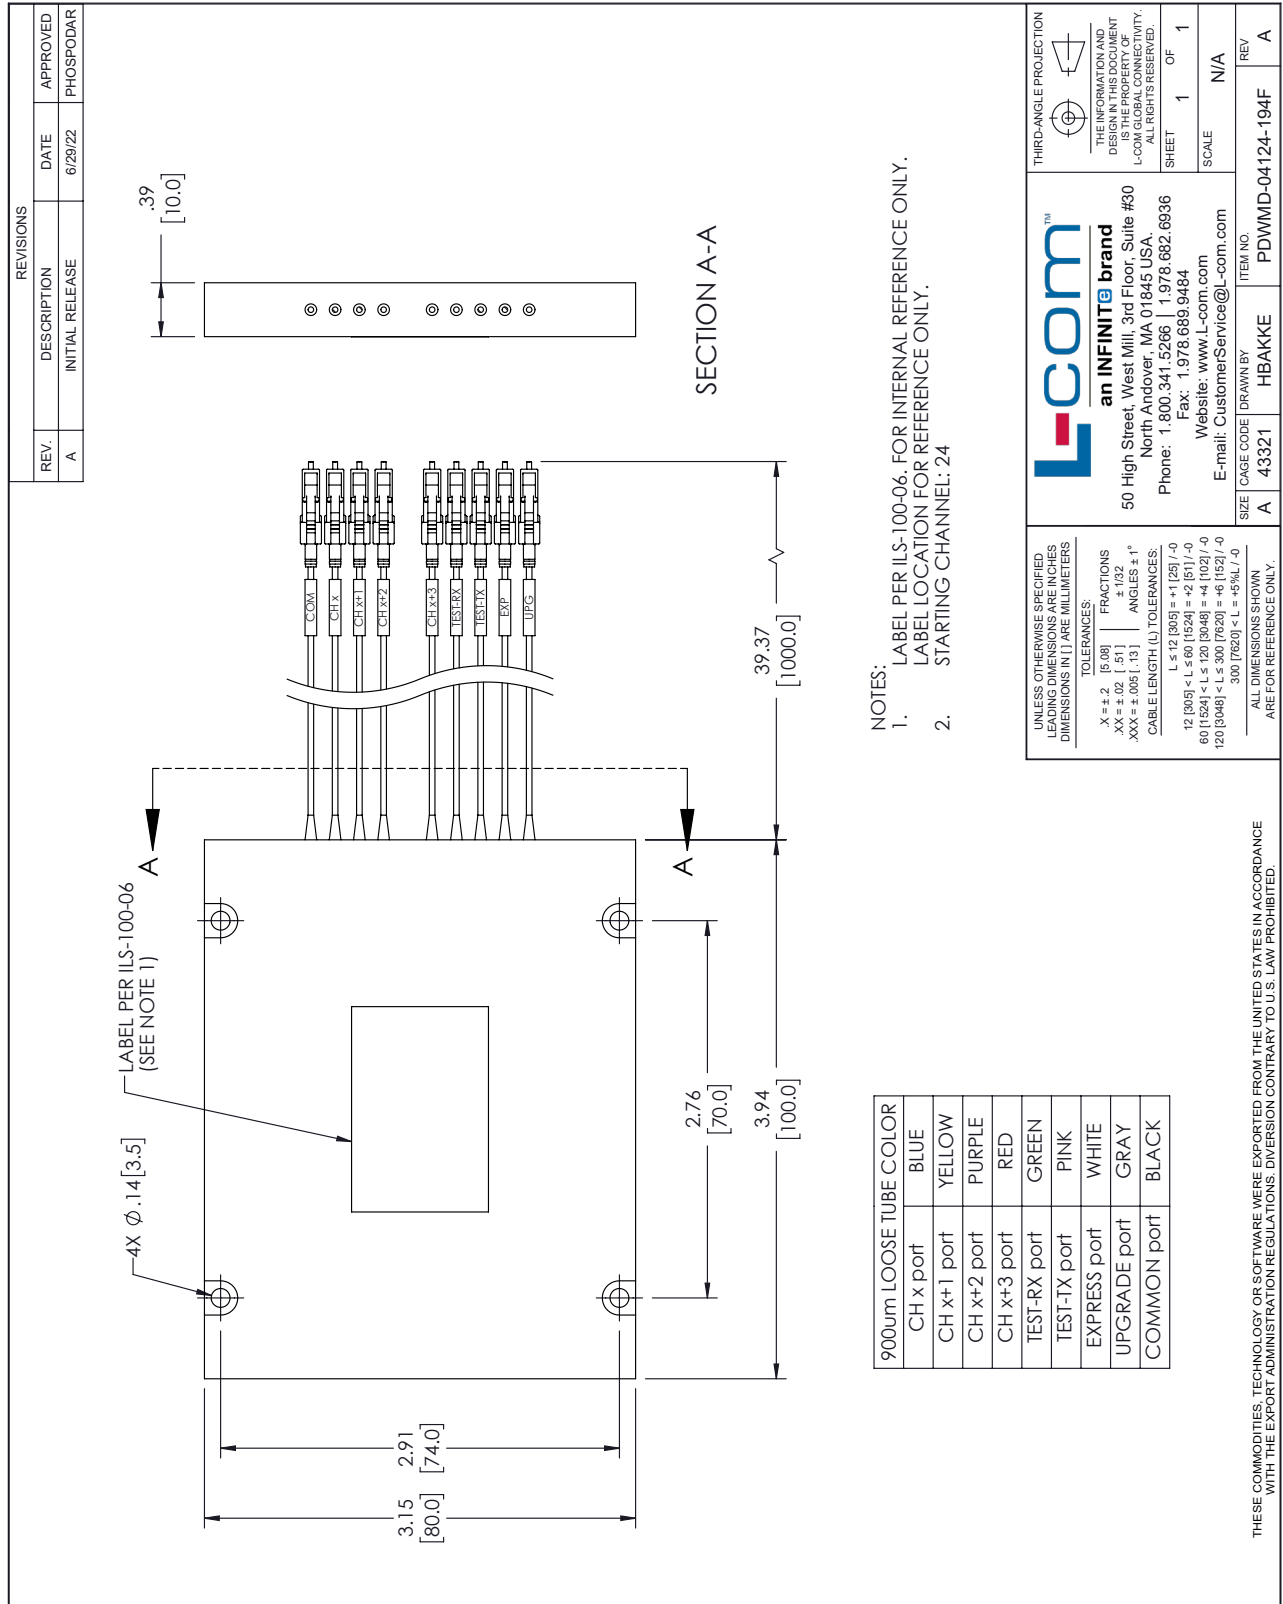 REVISIONS
REV.	DESCRIPTION	DATE	APPROVED
A	INITIAL RELEASE	6/29/22	PHOSPODAR
4X Ø.14[3.5]
LABEL PER ILS-100-06
(SEE NOTE 1)
A
A
3.15
[80.0]
2.91
[74.0]
2.76
[70.0]
3.94
[100.0]
39.37
[1000.0]
COM
CH x
CH x+1
CH x+2
CH x+3
TEST-RX
TEST-TX
EXP
UPG
.39
[10.0]
SECTION A-A
NOTES:
1. LABEL PER ILS-100-06. FOR INTERNAL REFERENCE ONLY.
LABEL LOCATION FOR REFERENCE ONLY.
2. STARTING CHANNEL: 24
900um LOOSE TUBE COLOR
CH x port	BLUE
CH x+1 port	YELLOW
CH x+2 port	PURPLE
CH x+3 port	RED
TEST-RX port	GREEN
TEST-TX port	PINK
EXPRESS port	WHITE
UPGRADE port	GRAY
COMMON port	BLACK
UNLESS OTHERWISE SPECIFIED
LEADING DIMENSIONS ARE INCHES
DIMENSIONS IN [ ] ARE MILLIMETERS
TOLERANCES:
.X = ± .2 [5.08]
.XX = ± .02 [ .51]
.XXX = ± .005 [ .13]
FRACTIONS
± 1/32
ANGLES ± 1°
CABLE LENGTH (L) TOLERANCES:
L ≤ 12 [305] = +1 [25] / -0
12 [305] < L ≤ 60 [1524] = +2 [51] / -0
60 [1524] < L ≤ 120 [3048] = +4 [102] / -0
120 [3048] < L ≤ 300 [7620] = +6 [152] / -0
300 [7620] < L = +5%L / -0
ALL DIMENSIONS SHOWN
ARE FOR REFERENCE ONLY.
L-com™
an INFINITe brand
50 High Street, West Mill, 3rd Floor, Suite #30
North Andover, MA 01845 USA.
Phone: 1.800.341.5266 | 1.978.682.6936
Fax: 1.978.689.9484
Website: www.L-com.com
E-mail: CustomerService@L-com.com
THIRD-ANGLE PROJECTION
THE INFORMATION AND
DESIGN IN THIS DOCUMENT
IS THE PROPERTY OF
L-COM GLOBAL CONNECTIVITY.
ALL RIGHTS RESERVED.
SHEET 1 OF 1
SCALE N/A
SIZE A
CAGE CODE 43321
DRAWN BY HBAKKE
ITEM NO. PDWMD-04124-194F
REV A
THESE COMMODITIES, TECHNOLOGY OR SOFTWARE WERE EXPORTED FROM THE UNITED STATES IN ACCORDANCE
WITH THE EXPORT ADMINISTRATION REGULATIONS. DIVERSION CONTRARY TO U.S. LAW PROHIBITED.